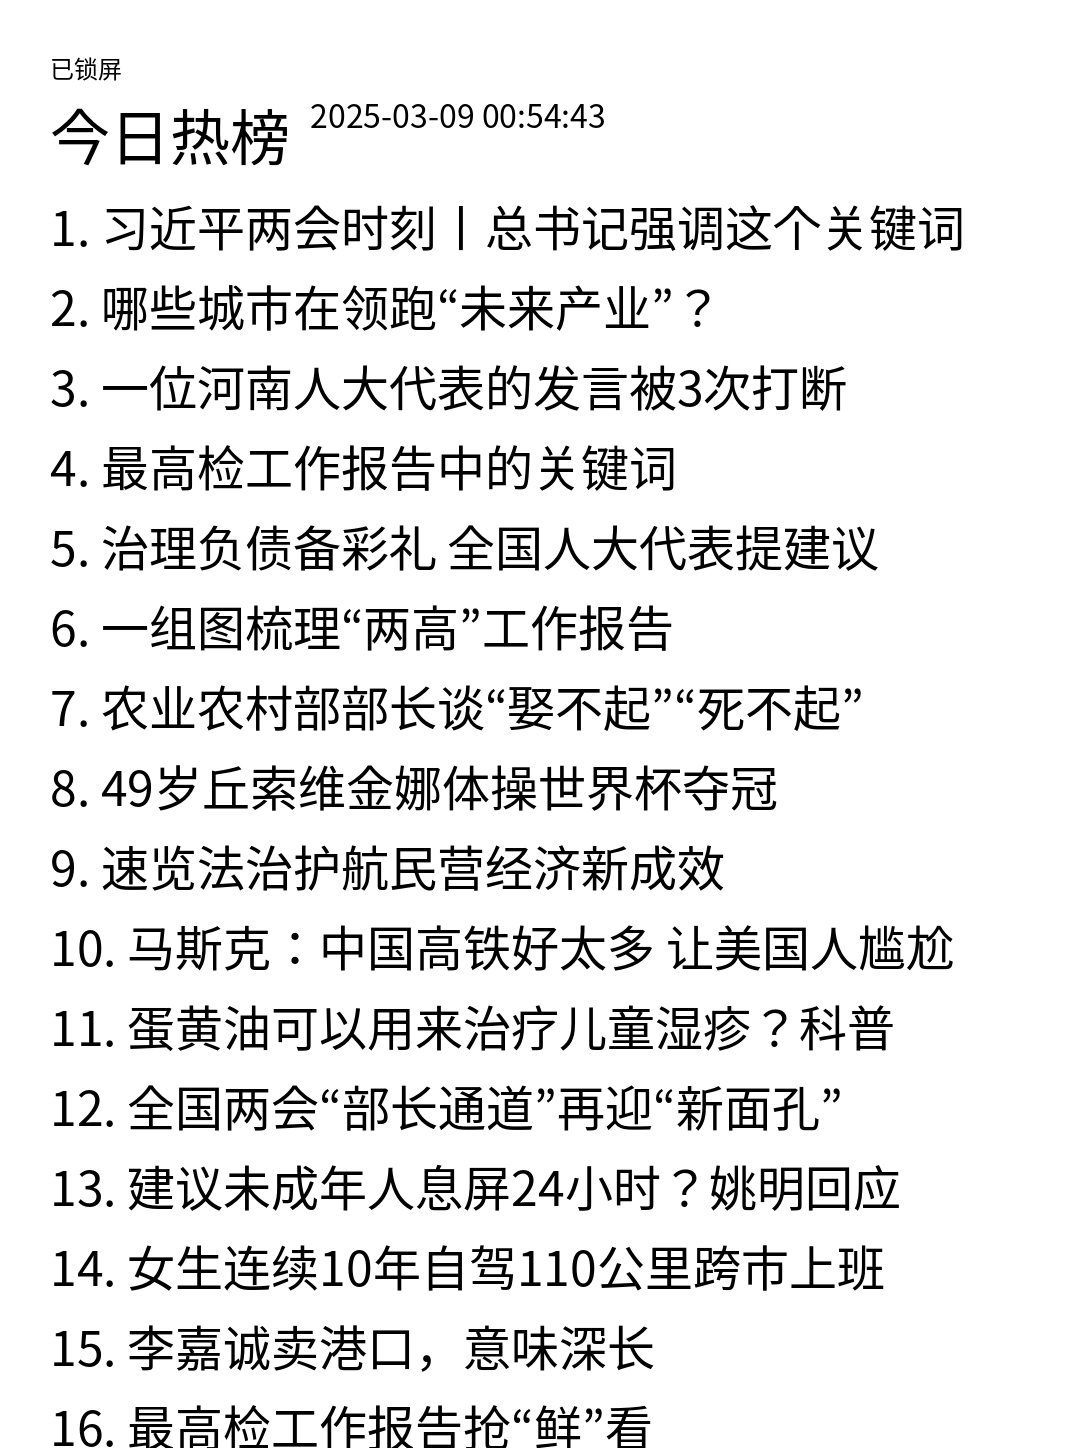 已锁屏
今日热榜 2025-03-09 00:54:43
1. 习近平两会时刻丨总书记强调这个关键词
2. 哪些城市在领跑“未来产业”？
3. 一位河南人大代表的发言被3次打断
4. 最高检工作报告中的关键词
5. 治理负债备彩礼 全国人大代表提建议
6. 一组图梳理“两高”工作报告
7. 农业农村部部长谈“娶不起”“死不起”
8. 49岁丘索维金娜体操世界杯夺冠
9. 速览法治护航民营经济新成效
10. 马斯克：中国高铁好太多 让美国人尴尬
11. 蛋黄油可以用来治疗儿童湿疹？科普
12. 全国两会“部长通道”再迎“新面孔”
13. 建议未成年人息屏24小时？姚明回应
14. 女生连续10年自驾110公里跨市上班
15. 李嘉诚卖港口，意味深长
16. 最高检工作报告抢“鲜”看